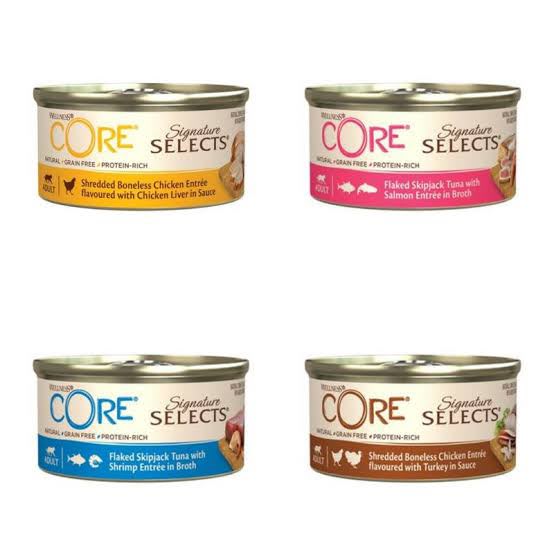 WELLNESS®
CORE®
Signature
SELECTS®
NATURAL • GRAIN FREE • PROTEIN-RICH
ADULT
Shredded Boneless Chicken Entrée
flavoured with Chicken Liver in Sauce
WELLNESS®
CORE®
Signature
SELECTS®
NATURAL • GRAIN FREE • PROTEIN-RICH
ADULT
Flaked Skipjack Tuna with
Salmon Entrée in Broth
WELLNESS®
CORE®
Signature
SELECTS®
NATURAL • GRAIN FREE • PROTEIN-RICH
ADULT
Flaked Skipjack Tuna with
Shrimp Entrée in Broth
WELLNESS®
CORE®
Signature
SELECTS®
NATURAL • GRAIN FREE • PROTEIN-RICH
ADULT
Shredded Boneless Chicken Entrée
flavoured with Turkey in Sauce